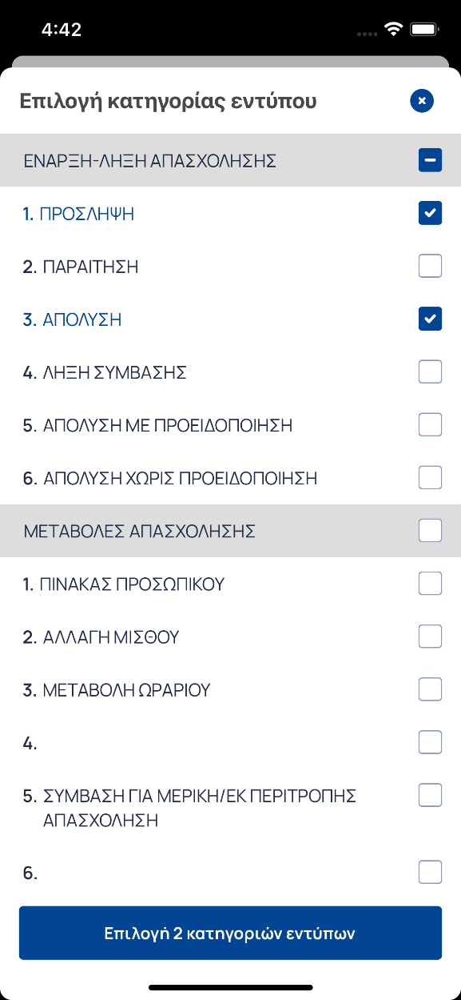 4:42
Επιλογή κατηγορίας εντύπου
ΕΝΑΡΞΗ-ΛΗΞΗ ΑΠΑΣΧΟΛΗΣΗΣ
1. ΠΡΟΣΛΗΨΗ
2. ΠΑΡΑΙΤΗΣΗ
3. ΑΠΟΛΥΣΗ
4. ΛΗΞΗ ΣΥΜΒΑΣΗΣ
5. ΑΠΟΛΥΣΗ ΜΕ ΠΡΟΕΙΔΟΠΟΙΗΣΗ
6. ΑΠΟΛΥΣΗ ΧΩΡΙΣ ΠΡΟΕΙΔΟΠΟΙΗΣΗ
ΜΕΤΑΒΟΛΕΣ ΑΠΑΣΧΟΛΗΣΗΣ
1. ΠΙΝΑΚΑΣ ΠΡΟΣΩΠΙΚΟΥ
2. ΑΛΛΑΓΗ ΜΙΣΘΟΥ
3. ΜΕΤΑΒΟΛΗ ΩΡΑΡΙΟΥ
4.
5. ΣΥΜΒΑΣΗ ΓΙΑ ΜΕΡΙΚΗ/ΕΚ ΠΕΡΙΤΡΟΠΗΣ
ΑΠΑΣΧΟΛΗΣΗ
6.
Επιλογή 2 κατηγοριών εντύπων